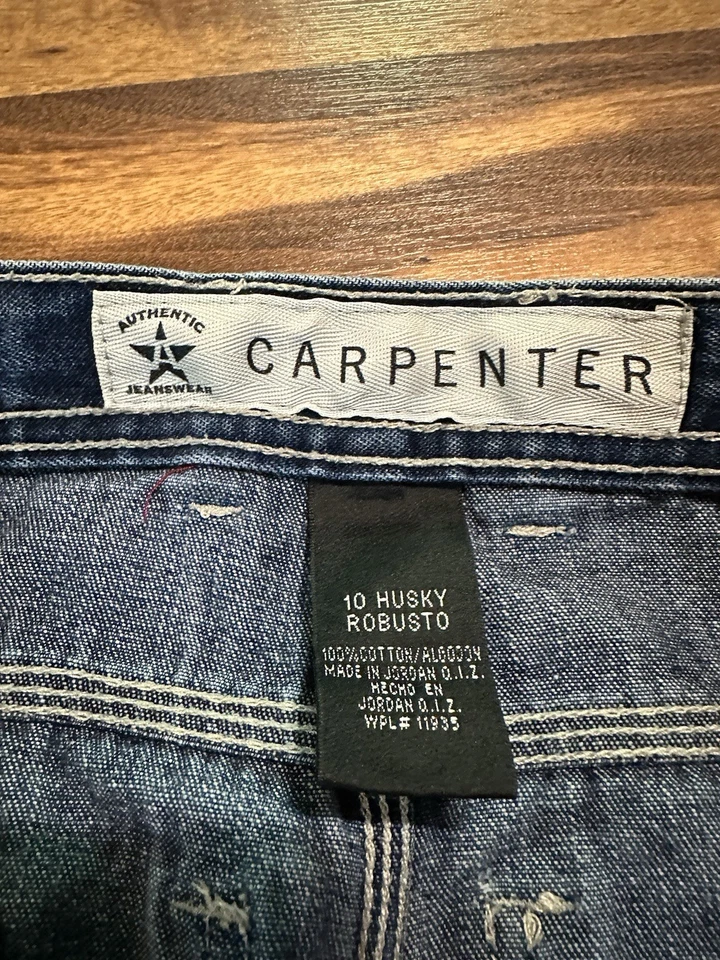 AUTHENTIC
A
JEANSWEAR
CARPENTER
10 HUSKY
ROBUSTO
100%COTTON/ALGODON
MADE IN JORDAN Q.I.Z.
HECHO EN
JORDAN Q.I.Z.
WPL# 11935